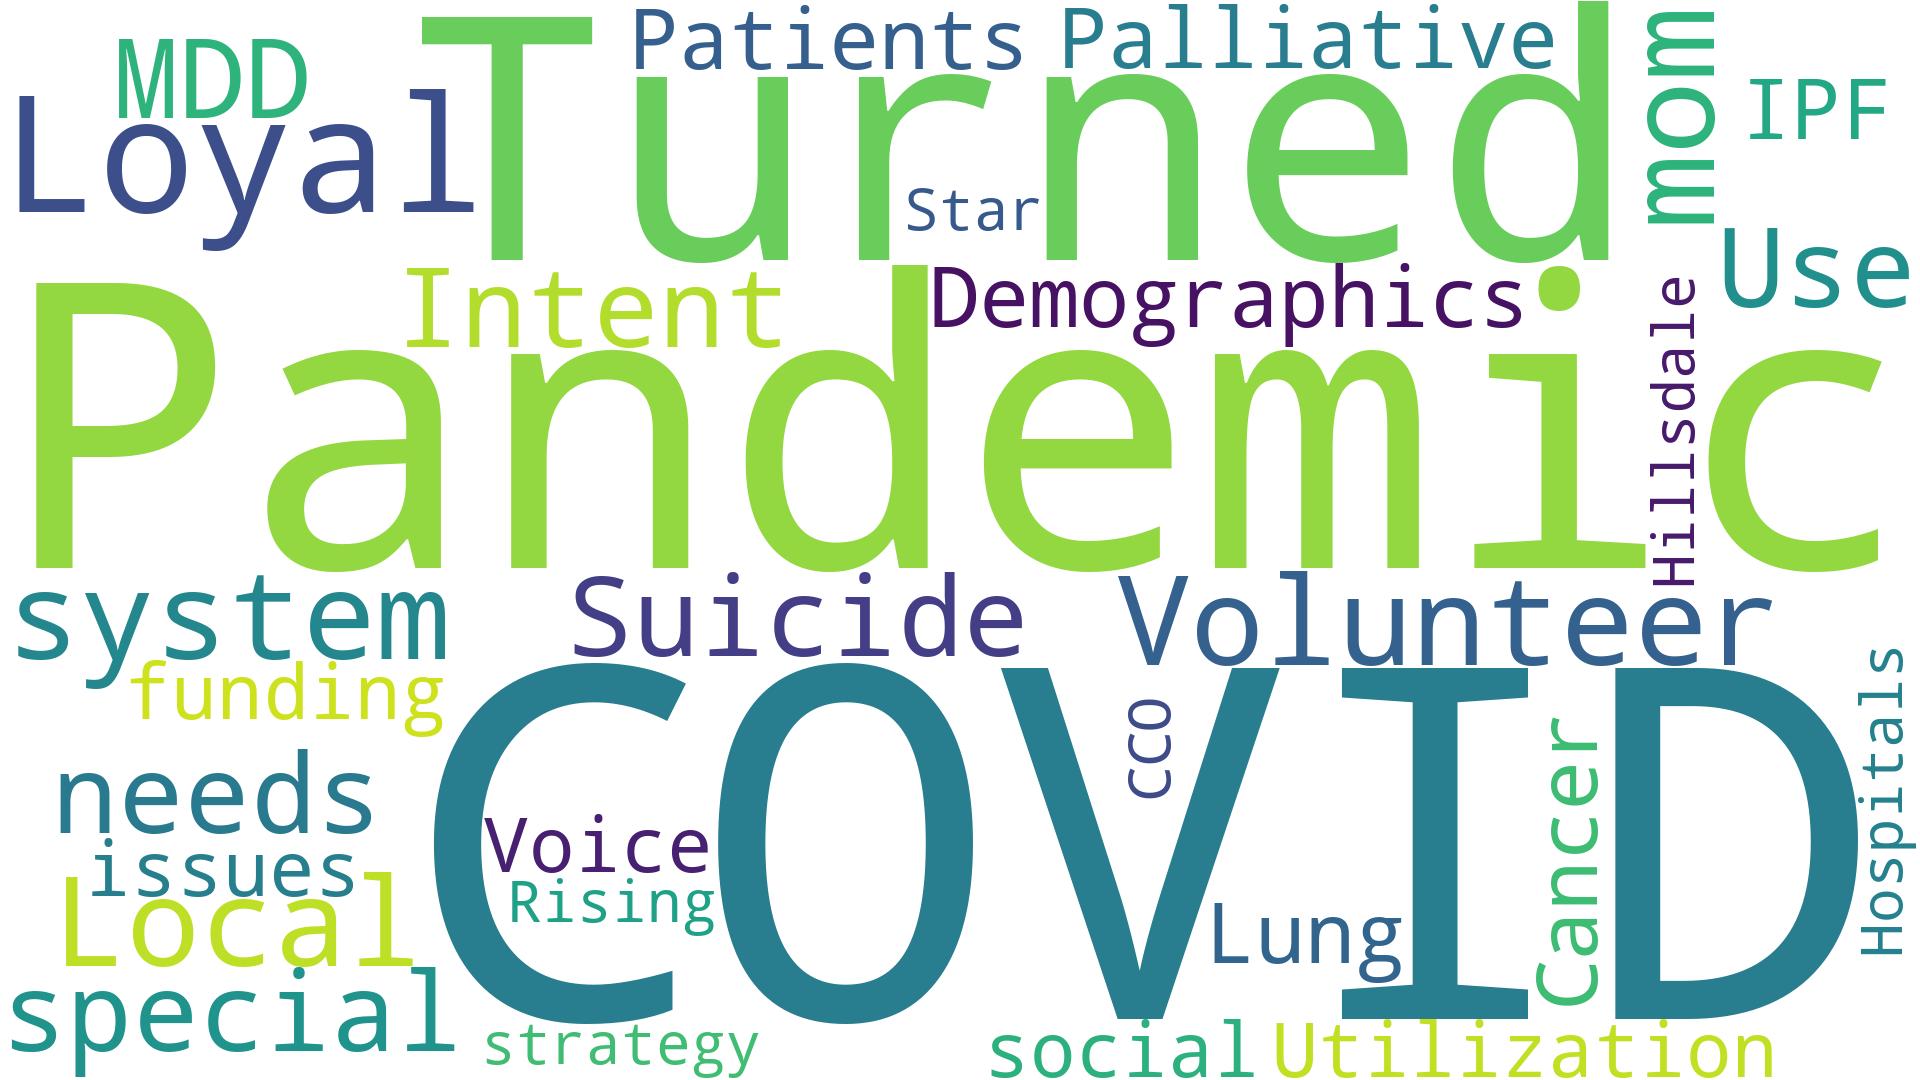 Patients
Palliative
MDD
Turned
mom
IPF
Loyal
Star
Use
Intent
Demographics
Hillsdale
Pandemic
system
Suicide
Volunteer
funding
COVID
CCO
Cancer
Hospitals
needs
Voice
issues
Rising
Local
Lung
special
strategy
social
Utilization